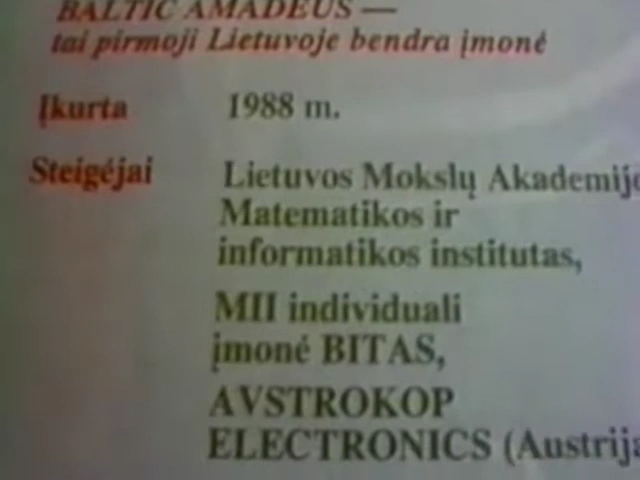 BALTIC AMADEUS —
tai pirmoji Lietuvoje bendra įmonė
Įkurta 1988 m.
Steigėjai Lietuvos Mokslų Akademijo
Matematikos ir
informatikos institutas,
MII individuali
įmonė BITAS,
AVSTROKOP
ELECTRONICS (Austrija